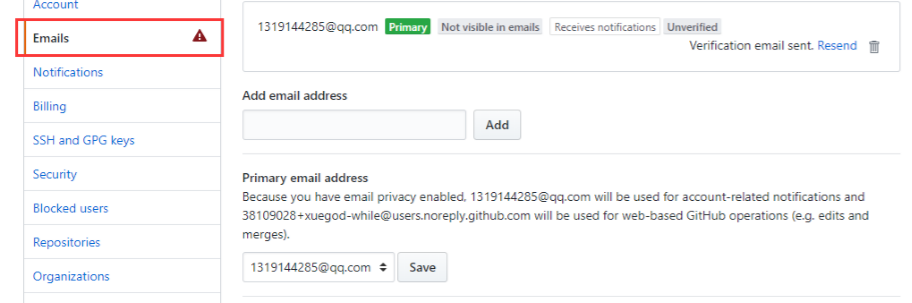 Account
Emails
Notifications
Billing
SSH and GPG keys
Security
Blocked users
Repositories
Organizations
1319144285@qq.com Primary Not visible in emails Receives notifications Unverified
Verification email sent. Resend
Add email address
Add
Primary email address
Because you have email privacy enabled, 1319144285@qq.com will be used for account-related notifications and
38109028+xuegod-while@users.noreply.github.com will be used for web-based GitHub operations (e.g. edits and
merges).
1319144285@qq.com Save